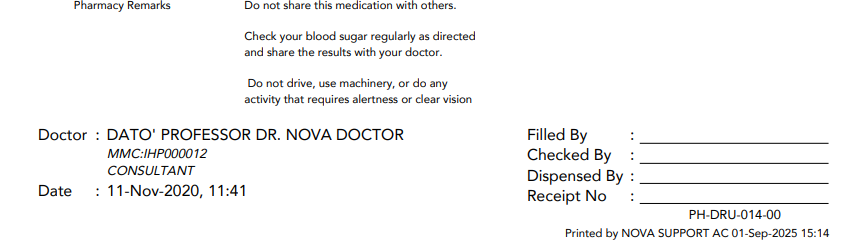 Pharmacy Remarks Do not share this medication with others.
Check your blood sugar regularly as directed
and share the results with your doctor.
Do not drive, use machinery, or do any
activity that requires alertness or clear vision
Doctor : DATO' PROFESSOR DR. NOVA DOCTOR
MMC:IHP000012
CONSULTANT
Date : 11-Nov-2020, 11:41
Filled By :
Checked By :
Dispensed By :
Receipt No :
PH-DRU-014-00
Printed by NOVA SUPPORT AC 01-Sep-2025 15:14